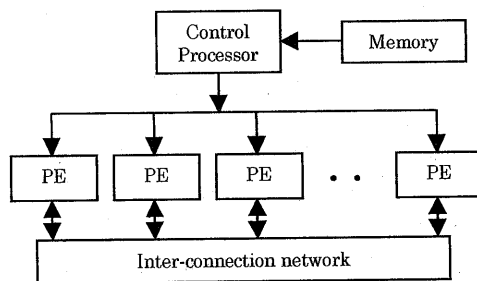 Control
Processor
Memory
PE
PE
PE
PE
Inter-connection network